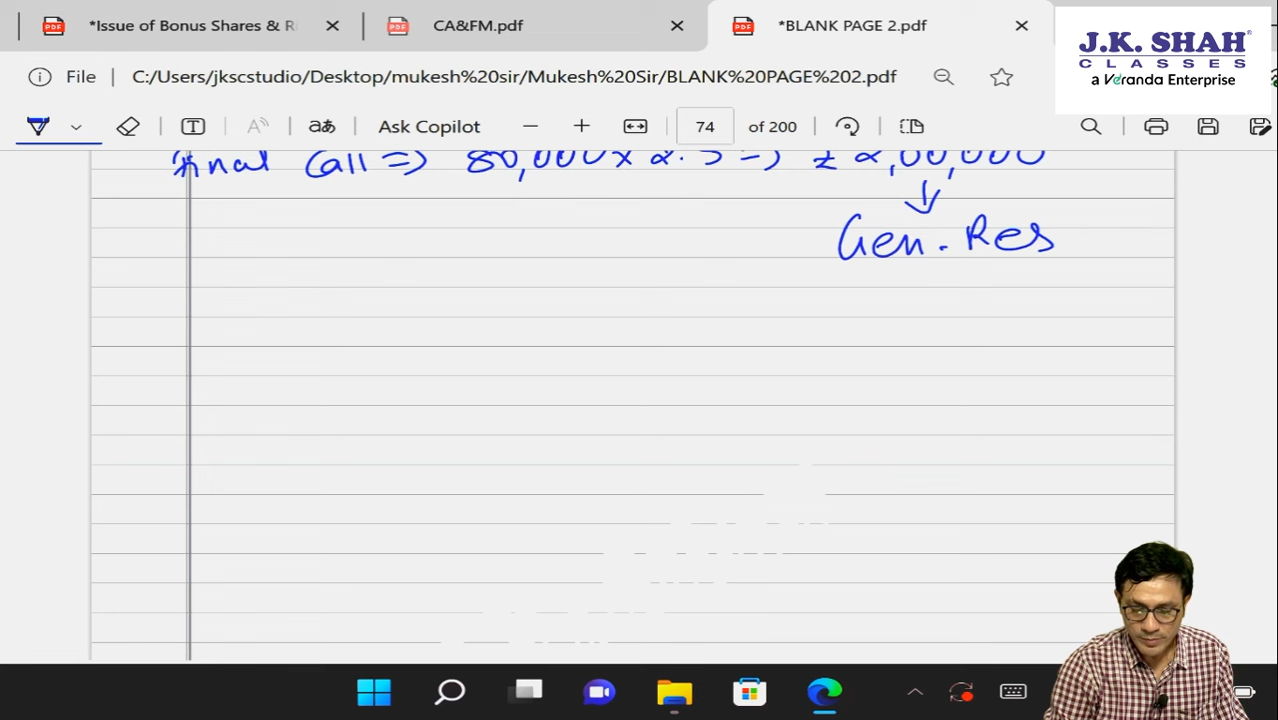 *Issue of Bonus Shares & Ri
CA&FM.pdf
*BLANK PAGE 2.pdf
J.K. SHAH
CLASSES
a Veranda Enterprise
File
C:/Users/jkscstudio/Desktop/mukesh%20sir/Mukesh%20Sir/BLANK%20PAGE%202.pdf
Ask Copilot
74
of 200
final Call => 80,000 x 2.5 => ₹ 2,00,000
Gen. Res